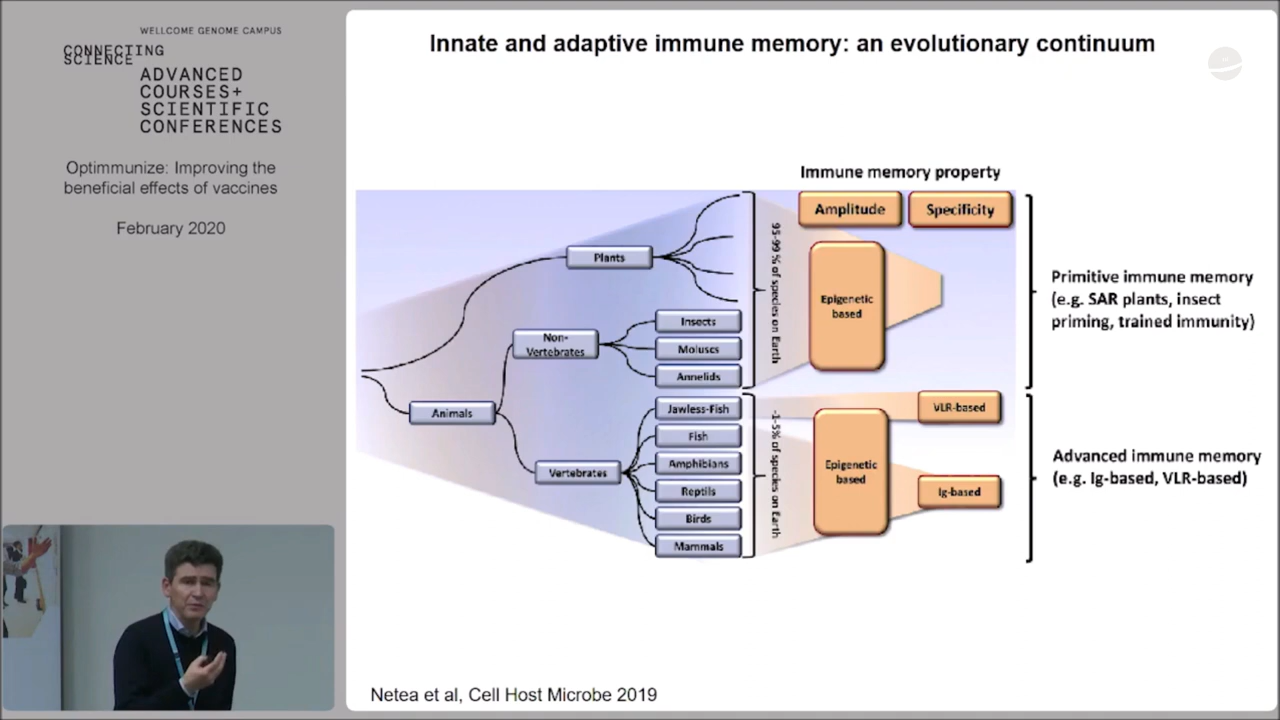 WELLCOME GENOME CAMPUS
CONNECTING
SCIENCE
ADVANCED
COURSES+
SCIENTIFIC
CONFERENCES
Optimmunize: Improving the
beneficial effects of vaccines
February 2020
Innate and adaptive immune memory: an evolutionary continuum
Immune memory property
Amplitude
Specificity
Plants
Non-
Vertebrates
Insects
Moluscs
Annelids
Animals
Vertebrates
Jawless-Fish
Fish
Amphibians
Reptils
Birds
Mammals
95-99 % of species on Earth
-1-5% of species on Earth
Epigenetic
based
Epigenetic
based
VLR-based
Ig-based
Primitive immune memory
(e.g. SAR plants, insect
priming, trained immunity)
Advanced immune memory
(e.g. Ig-based, VLR-based)
Netea et al, Cell Host Microbe 2019